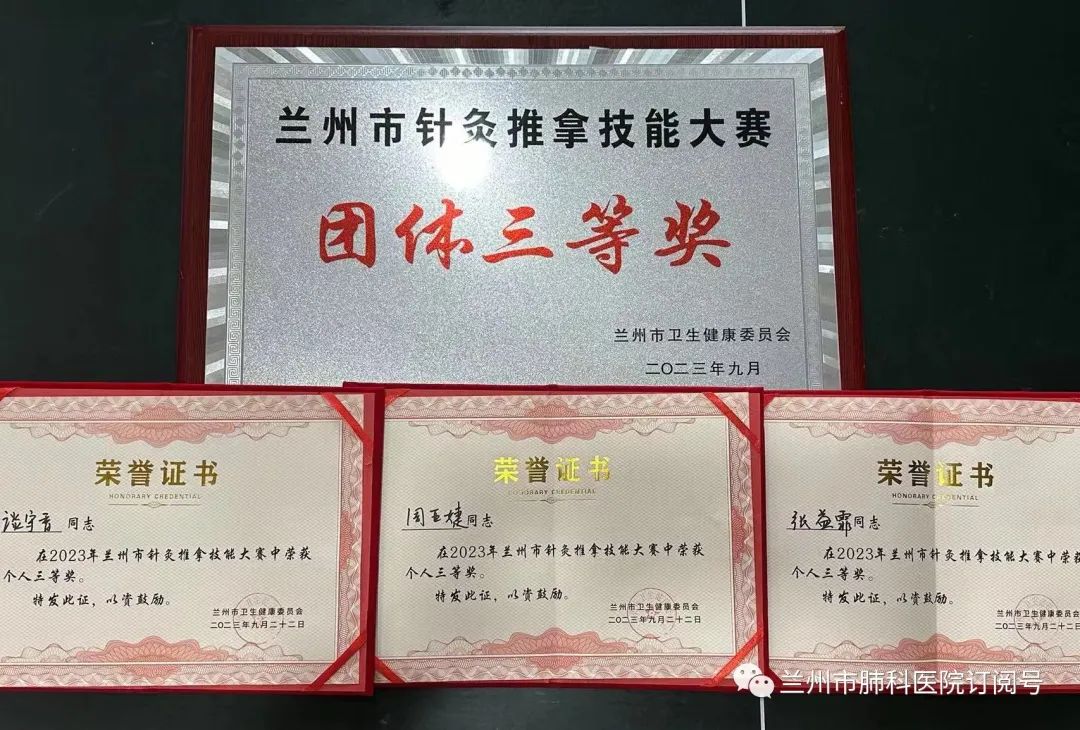 兰州市针灸推拿技能大赛
团体三等奖
兰州市卫生健康委员会
二〇二三年九月
荣誉证书
HONORARY CREDENTIAL
同志
在2023年兰州市针灸推拿技能大赛中荣获
个人三等奖。
特发此证，以资鼓励。
兰州市卫生健康委员会
二〇二三年九月二十二日
荣誉证书
HONORARY CREDENTIAL
周亚婕同志
在2023年兰州市针灸推拿技能大赛中荣获
个人三等奖。
特发此证，以资鼓励。
兰州市卫生健康委员会
二〇二三年九月二十二日
荣誉证书
HONORARY CREDENTIAL
张益霏同志
在2023年兰州市针灸推拿技能大赛中荣获
个人三等奖。
特发此证，以资鼓励。
兰州市卫生健康委员会
二〇二三年九月二十二日
兰州市肺科医院订阅号